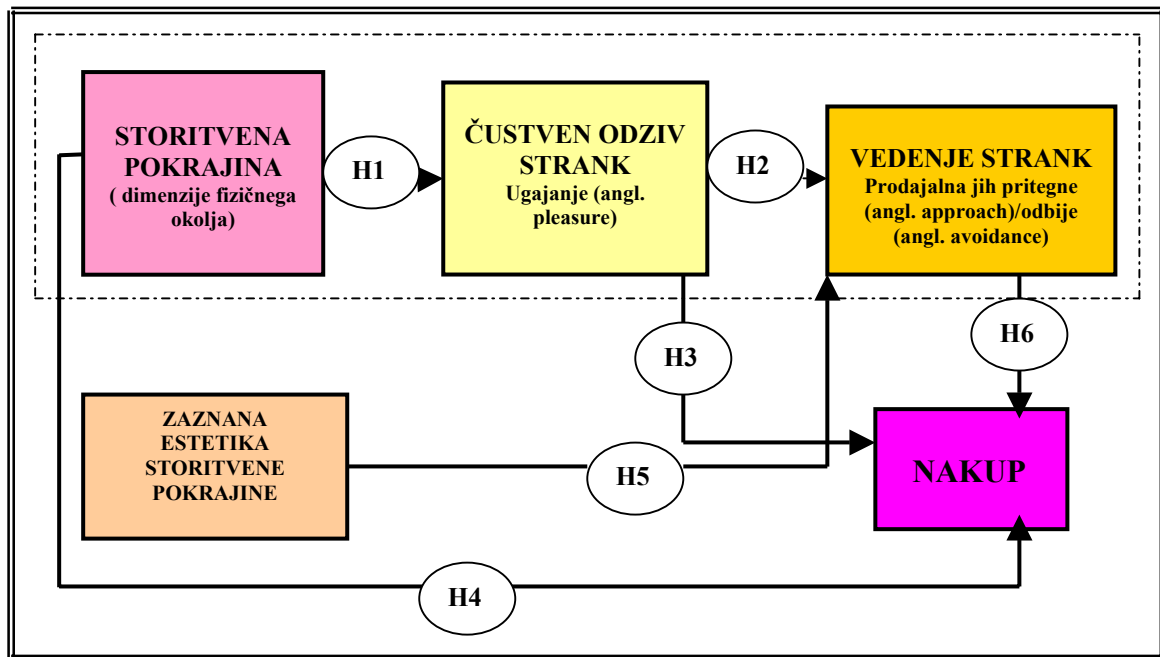 STORITVENA
POKRAJINA
( dimenzije fizičnega
okolja)
H1
ČUSTVEN ODZIV
STRANK
Ugajanje (angl.
pleasure)
H2
VEDENJE STRANK
Prodajalna jih pritegne
(angl. approach)/odbije
(angl. avoidance)
H3
H6
ZAZNANA
ESTETIKA
STORITVENE
POKRAJINE
H5
NAKUP
H4